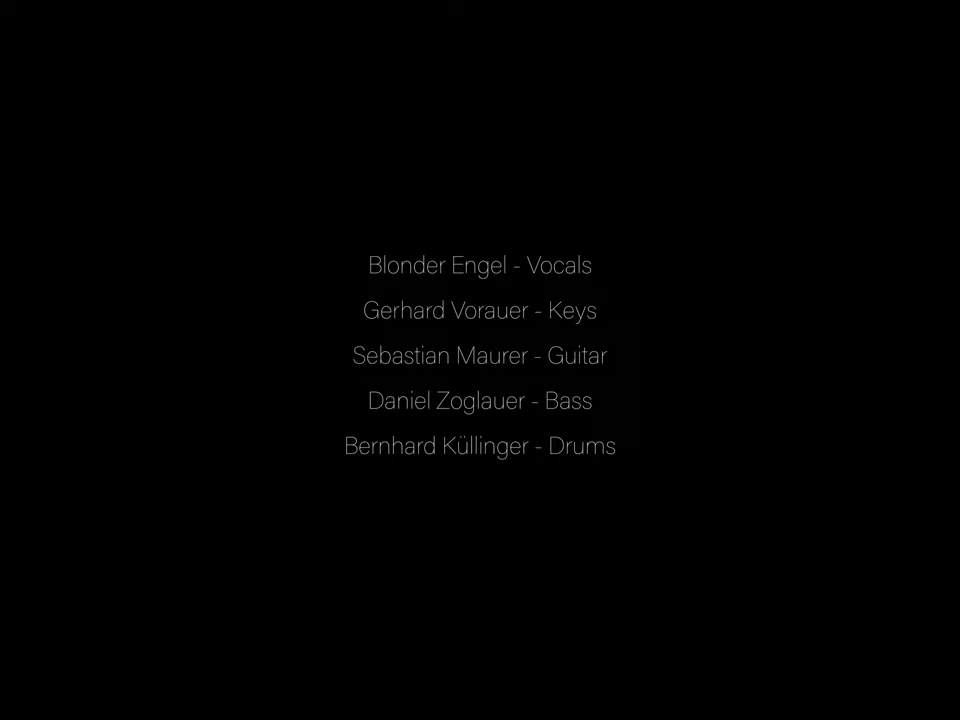 Blonder Engel - Vocals
Gerhard Vorauer - Keys
Sebastian Maurer - Guitar
Daniel Zoglauer - Bass
Bernhard Küllinger - Drums